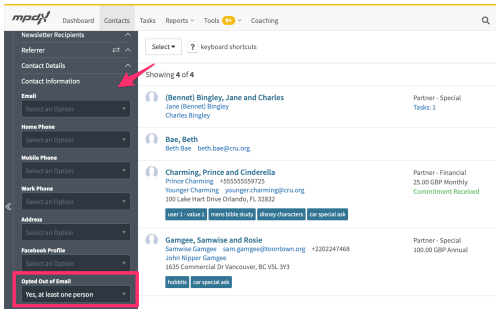 mpdX
Dashboard
Contacts
Tasks
Reports
Tools
Coaching
Newsletter Recipients
Referrer
Contact Details
Contact Information
Email
Select an Option
Home Phone
Select an Option
Mobile Phone
Select an Option
Work Phone
Select an Option
Address
Select an Option
Facebook Profile
Select an Option
Opted Out of Email
Yes, at least one person
Select
? keyboard shortcuts
Showing 4 of 4
(Bennet) Bingley, Jane and Charles
Jane (Bennet) Bingley
Charles Bingley
Partner - Special
Tasks: 1
Bae, Beth
Beth Bae beth.bae@cru.org
Charming, Prince and Cinderella
Prince Charming +555555559725
Younger Charming younger.charming@cru.org
100 Lake Hart Drive Orlando, FL 32832
user 1 - value 1
mens bible study
disney characters
car special ask
Partner - Financial
25.00 GBP Monthly
Commitment Received
Gamgee, Samwise and Rosie
Samwise Gamgee sam.gamgee@toontown.org +2202247468
John Nipper Gamgee
1635 Commercial Dr Vancouver, BC V5L 3Y3
hobbits
car special ask
Partner - Special
100.00 GBP Annual